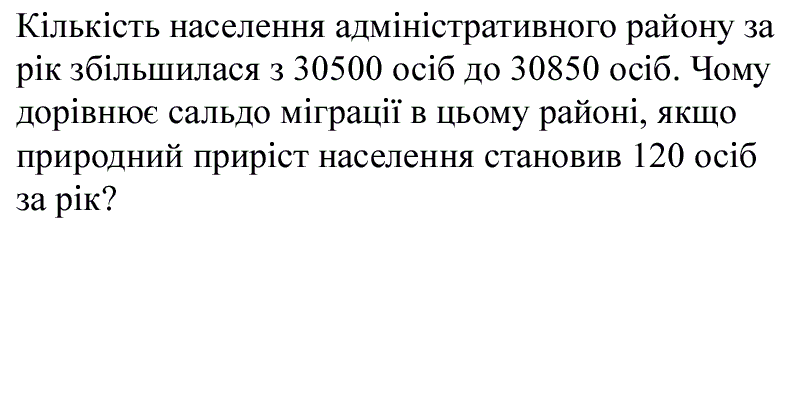 Кількість населення адміністративного району за
рік збільшилася з 30500 осіб до 30850 осіб. Чому
дорівнює сальдо міграції в цьому районі, якщо
природний приріст населення становив 120 осіб
за рік?